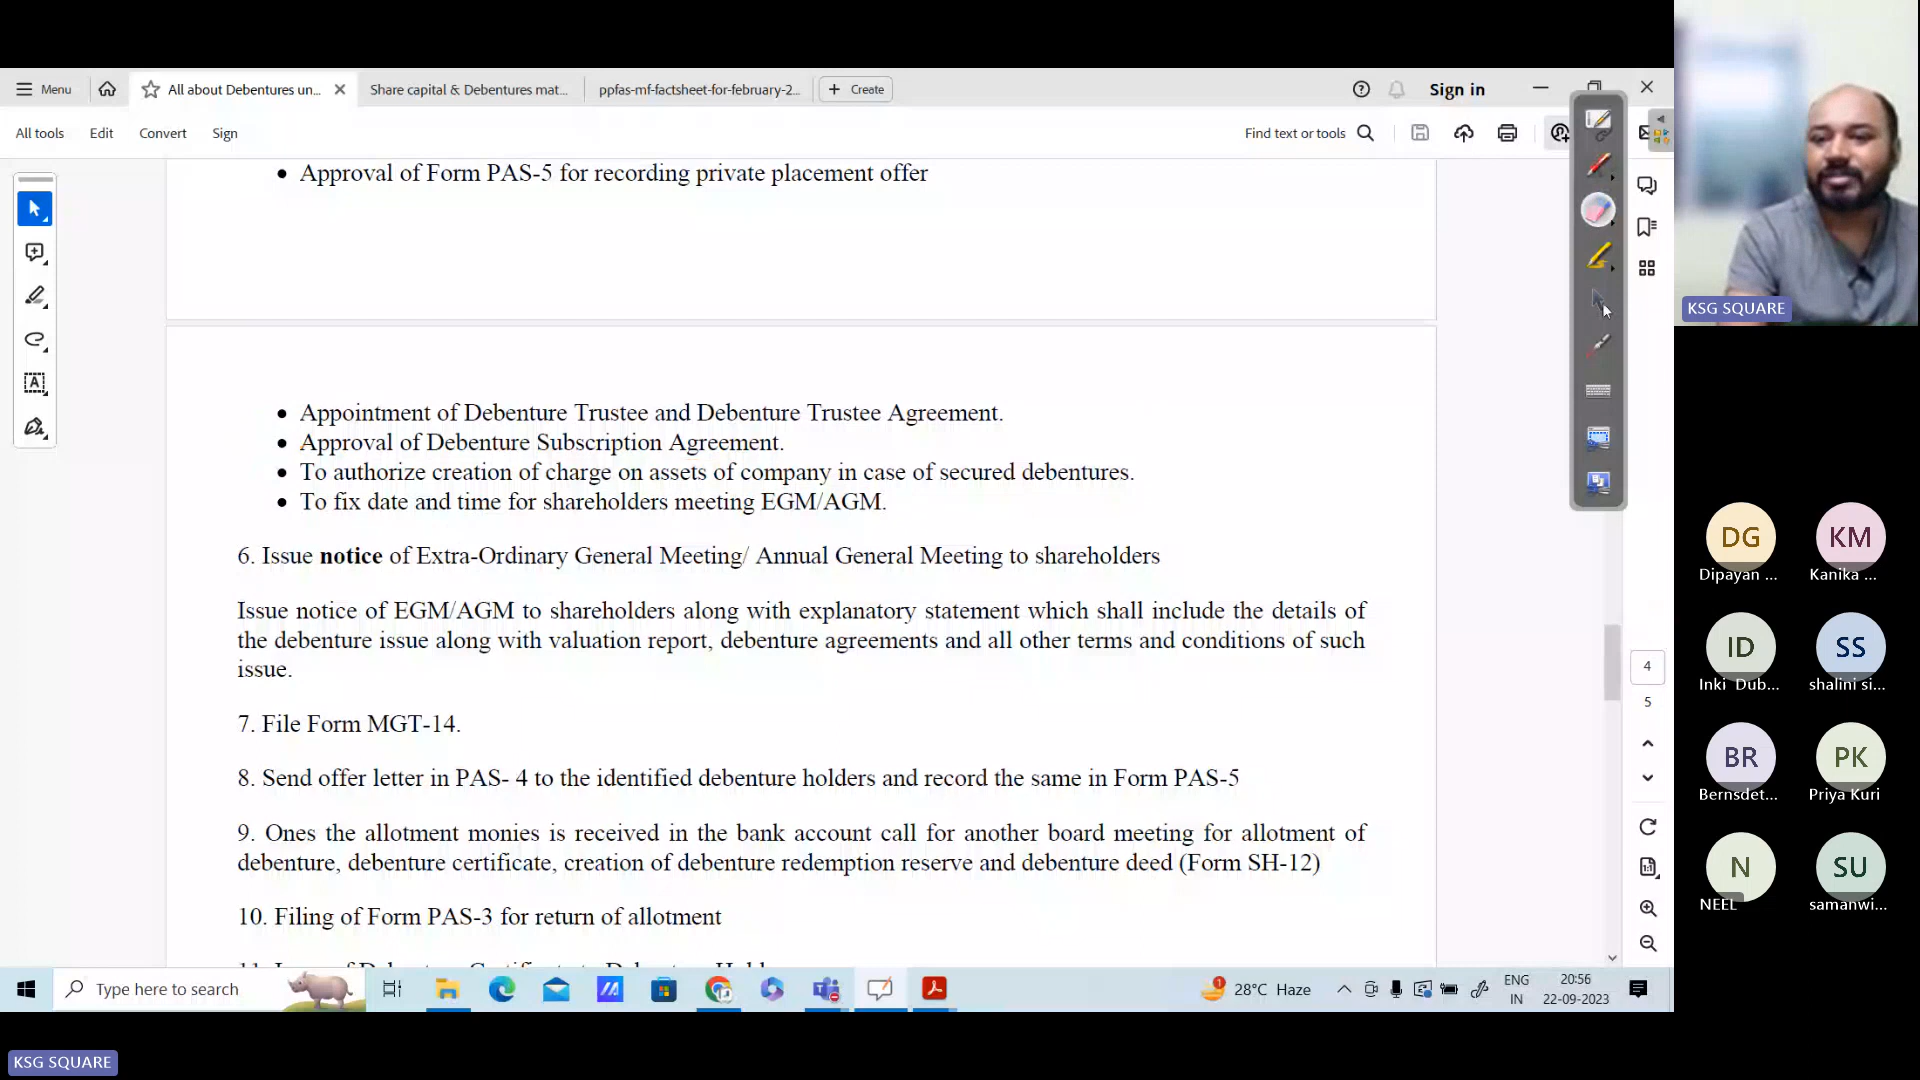 Menu
All about Debentures un...
Share capital & Debentures mat...
ppfas-mf-factsheet-for-february-2...
+ Create
Sign in
All tools
Edit
Convert
Sign
Find text or tools
• Approval of Form PAS-5 for recording private placement offer
• Appointment of Debenture Trustee and Debenture Trustee Agreement.
• Approval of Debenture Subscription Agreement.
• To authorize creation of charge on assets of company in case of secured debentures.
• To fix date and time for shareholders meeting EGM/AGM.
6. Issue notice of Extra-Ordinary General Meeting/ Annual General Meeting to shareholders
Issue notice of EGM/AGM to shareholders along with explanatory statement which shall include the details of
the debenture issue along with valuation report, debenture agreements and all other terms and conditions of such
issue.
7. File Form MGT-14.
8. Send offer letter in PAS- 4 to the identified debenture holders and record the same in Form PAS-5
9. Ones the allotment monies is received in the bank account call for another board meeting for allotment of
debenture, debenture certificate, creation of debenture redemption reserve and debenture deed (Form SH-12)
10. Filing of Form PAS-3 for return of allotment
4
5
KSG SQUARE
DG
Dipayan ...
KM
Kanika ...
ID
Inki Dub...
SS
shalini si...
BR
Bernsdet...
PK
Priya Kuri
N
NEEL
SU
samanwi...
Type here to search
1
28°C Haze
ENG
IN
20:56
22-09-2023
KSG SQUARE